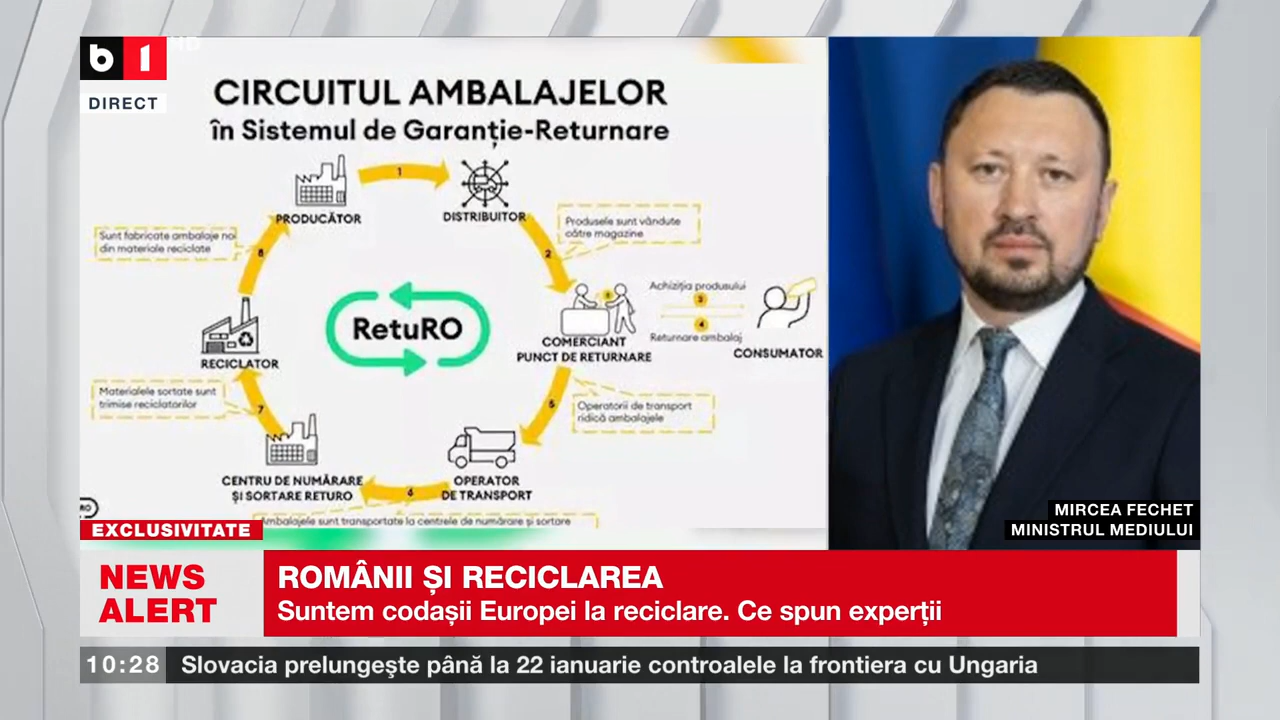 b1
HD
DIRECT
CIRCUITUL AMBALAJELOR
în Sistemul de Garanție-Returnare
1
PRODUCĂTOR
DISTRIBUITOR
Produsele sunt vândute
către magazine
2
Sunt fabricate ambalaje noi
din materiale reciclate
8
RetuRO
Achiziția produsului
3
4
Returnare ambalaj
COMERCIANT
PUNCT DE RETURNARE
CONSUMATOR
RECICLATOR
Materialele sortate sunt
trimise reciclatorilor
7
5
Operatorii de transport
ridică ambalajele
CENTRU DE NUMĂRARE
ȘI SORTARE RETURO
6
OPERATOR
DE TRANSPORT
Ambalajele sunt transportate la centrele de numărare și sortare
MIRCEA FECHET
MINISTRUL MEDIULUI
EXCLUSIVITATE
NEWS
ALERT
ROMÂNII ȘI RECICLAREA
Suntem codașii Europei la reciclare. Ce spun experții
10:28 Slovacia prelungește până la 22 ianuarie controalele la frontiera cu Ungaria